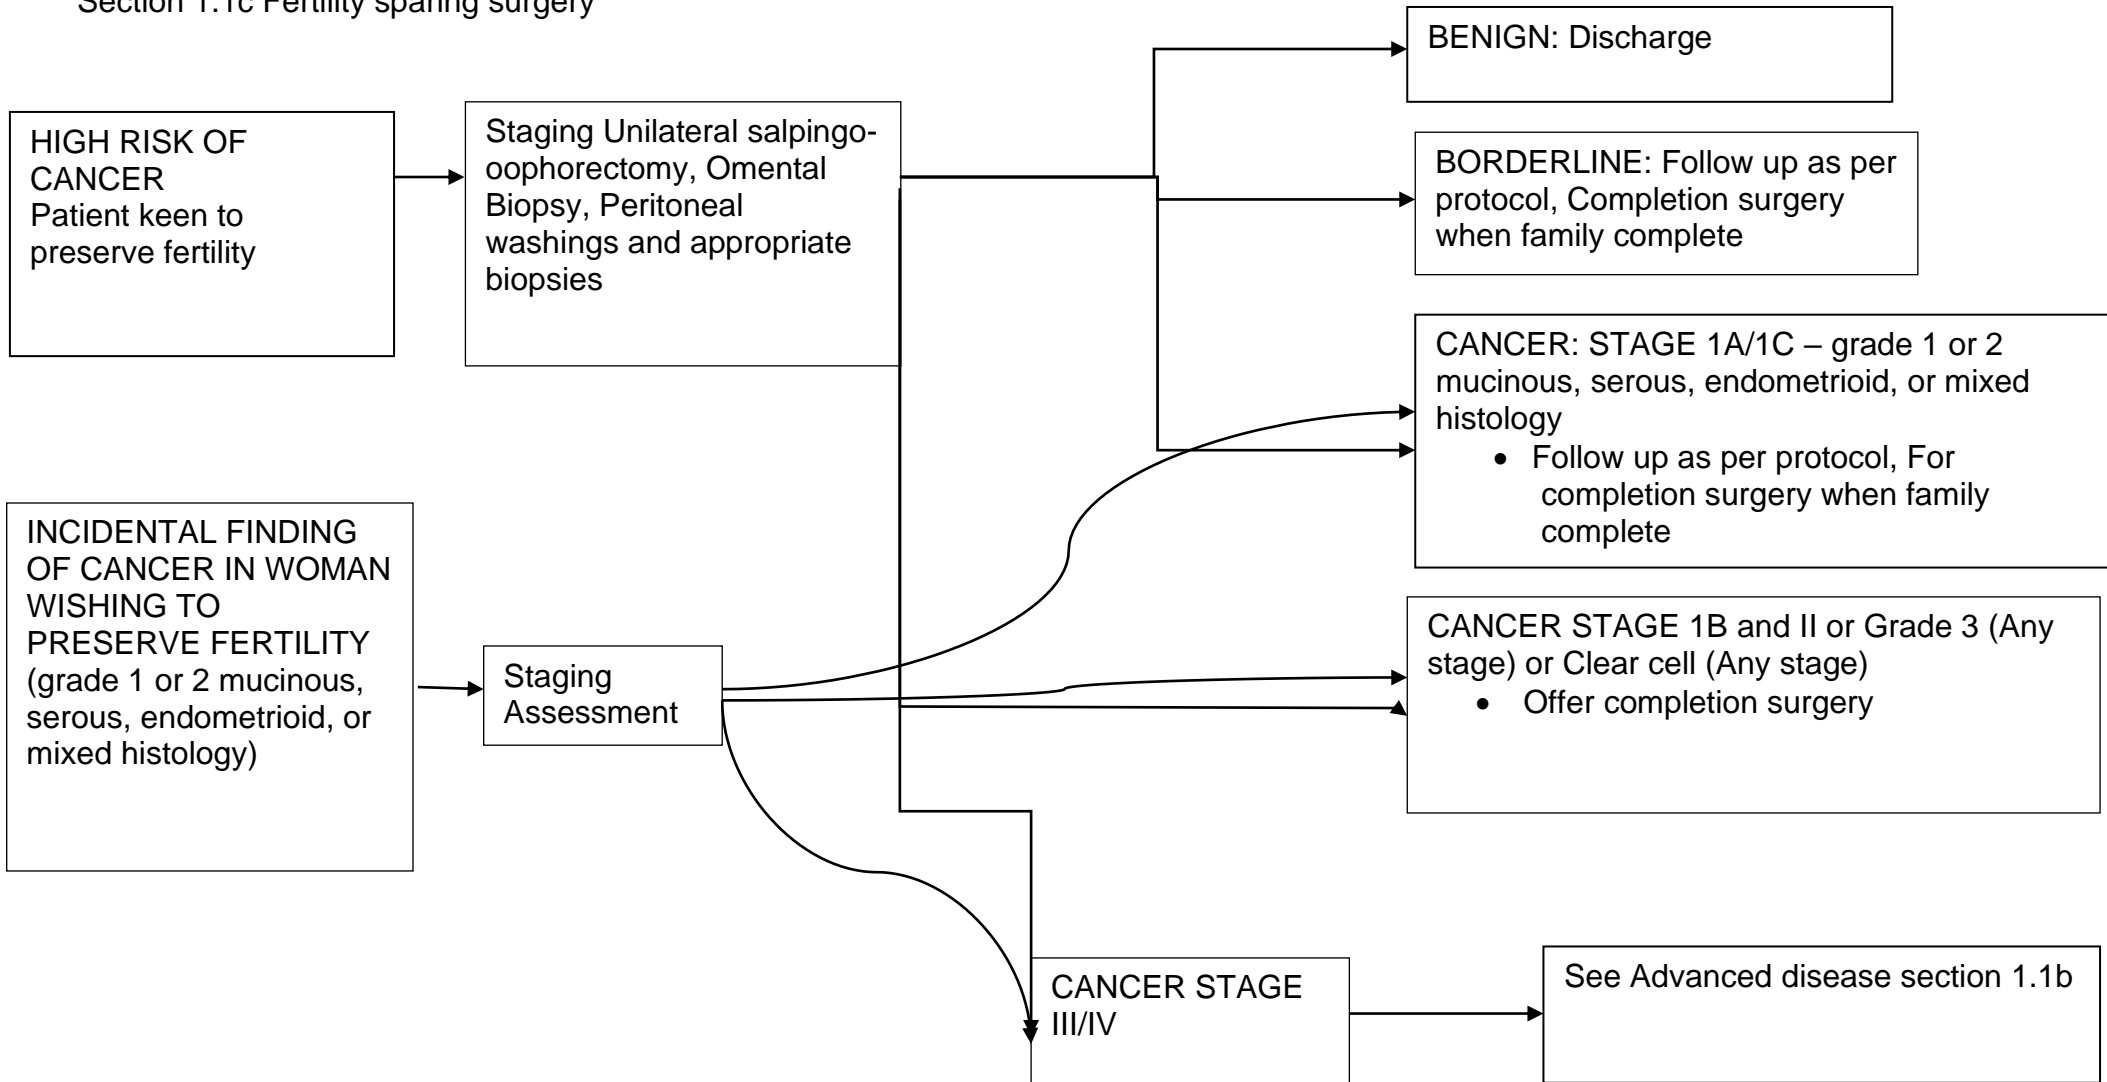 Section 1.1c Fertility sparing surgery
HIGH RISK OF
CANCER
Patient keen to
preserve fertility
Staging Unilateral salpingo-
oophorectomy, Omental
Biopsy, Peritoneal
washings and appropriate
biopsies
BENIGN: Discharge
BORDERLINE: Follow up as per
protocol, Completion surgery
when family complete
CANCER: STAGE 1A/1C – grade 1 or 2
mucinous, serous, endometrioid, or mixed
histology
• Follow up as per protocol, For
completion surgery when family
complete
INCIDENTAL FINDING
OF CANCER IN WOMAN
WISHING TO
PRESERVE FERTILITY
(grade 1 or 2 mucinous,
serous, endometrioid, or
mixed histology)
Staging
Assessment
CANCER STAGE 1B and II or Grade 3 (Any
stage) or Clear cell (Any stage)
• Offer completion surgery
CANCER STAGE
III/IV
See Advanced disease section 1.1b